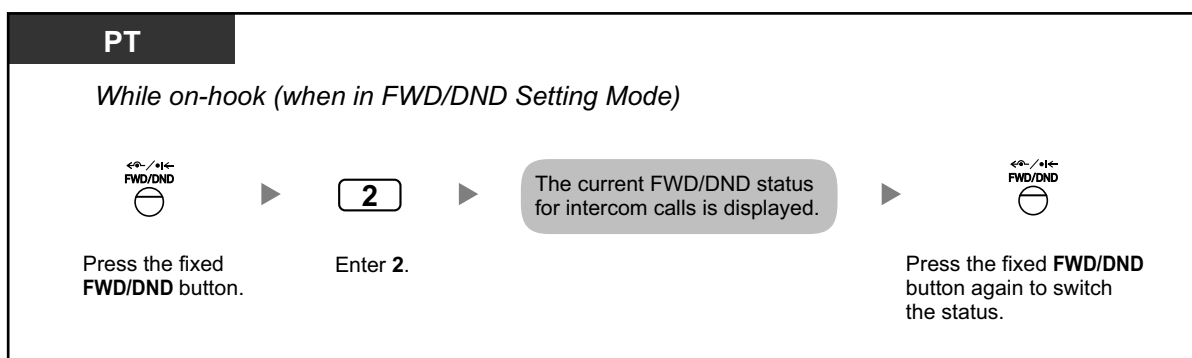 PT
While on-hook (when in FWD/DND Setting Mode)
FWD/DND
2
The current FWD/DND status
for intercom calls is displayed.
FWD/DND
Press the fixed
FWD/DND button.
Enter 2.
Press the fixed FWD/DND
button again to switch
the status.